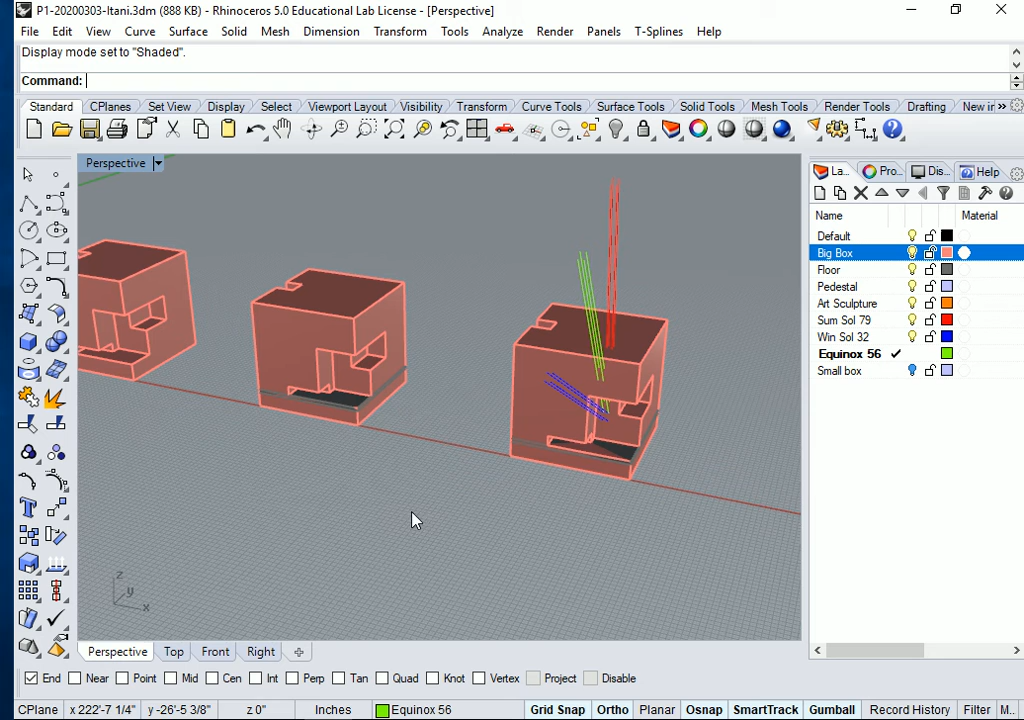 P1-20200303-Itani.3dm (888 KB) - Rhinoceros 5.0 Educational Lab License - [Perspective]
File Edit View Curve Surface Solid Mesh Dimension Transform Tools Analyze Render Panels T-Splines Help
Display mode set to "Shaded".
Command:
Standard CPlanes Set View Display Select Viewport Layout Visibility Transform Curve Tools Surface Tools Solid Tools Mesh Tools Render Tools Drafting New in »
Perspective
La... Pro... Dis... Help
Name Material
Default
Big Box
Floor
Pedestal
Art Sculpture
Sum Sol 79
Win Sol 32
Equinox 56
Small box
z
y
x
Perspective Top Front Right
End Near Point Mid Cen Int Perp Tan Quad Knot Vertex Project Disable
CPlane x 222'-7 1/4" y -26'-5 3/8" z 0" Inches Equinox 56 Grid Snap Ortho Planar Osnap SmartTrack Gumball Record History Filter M...